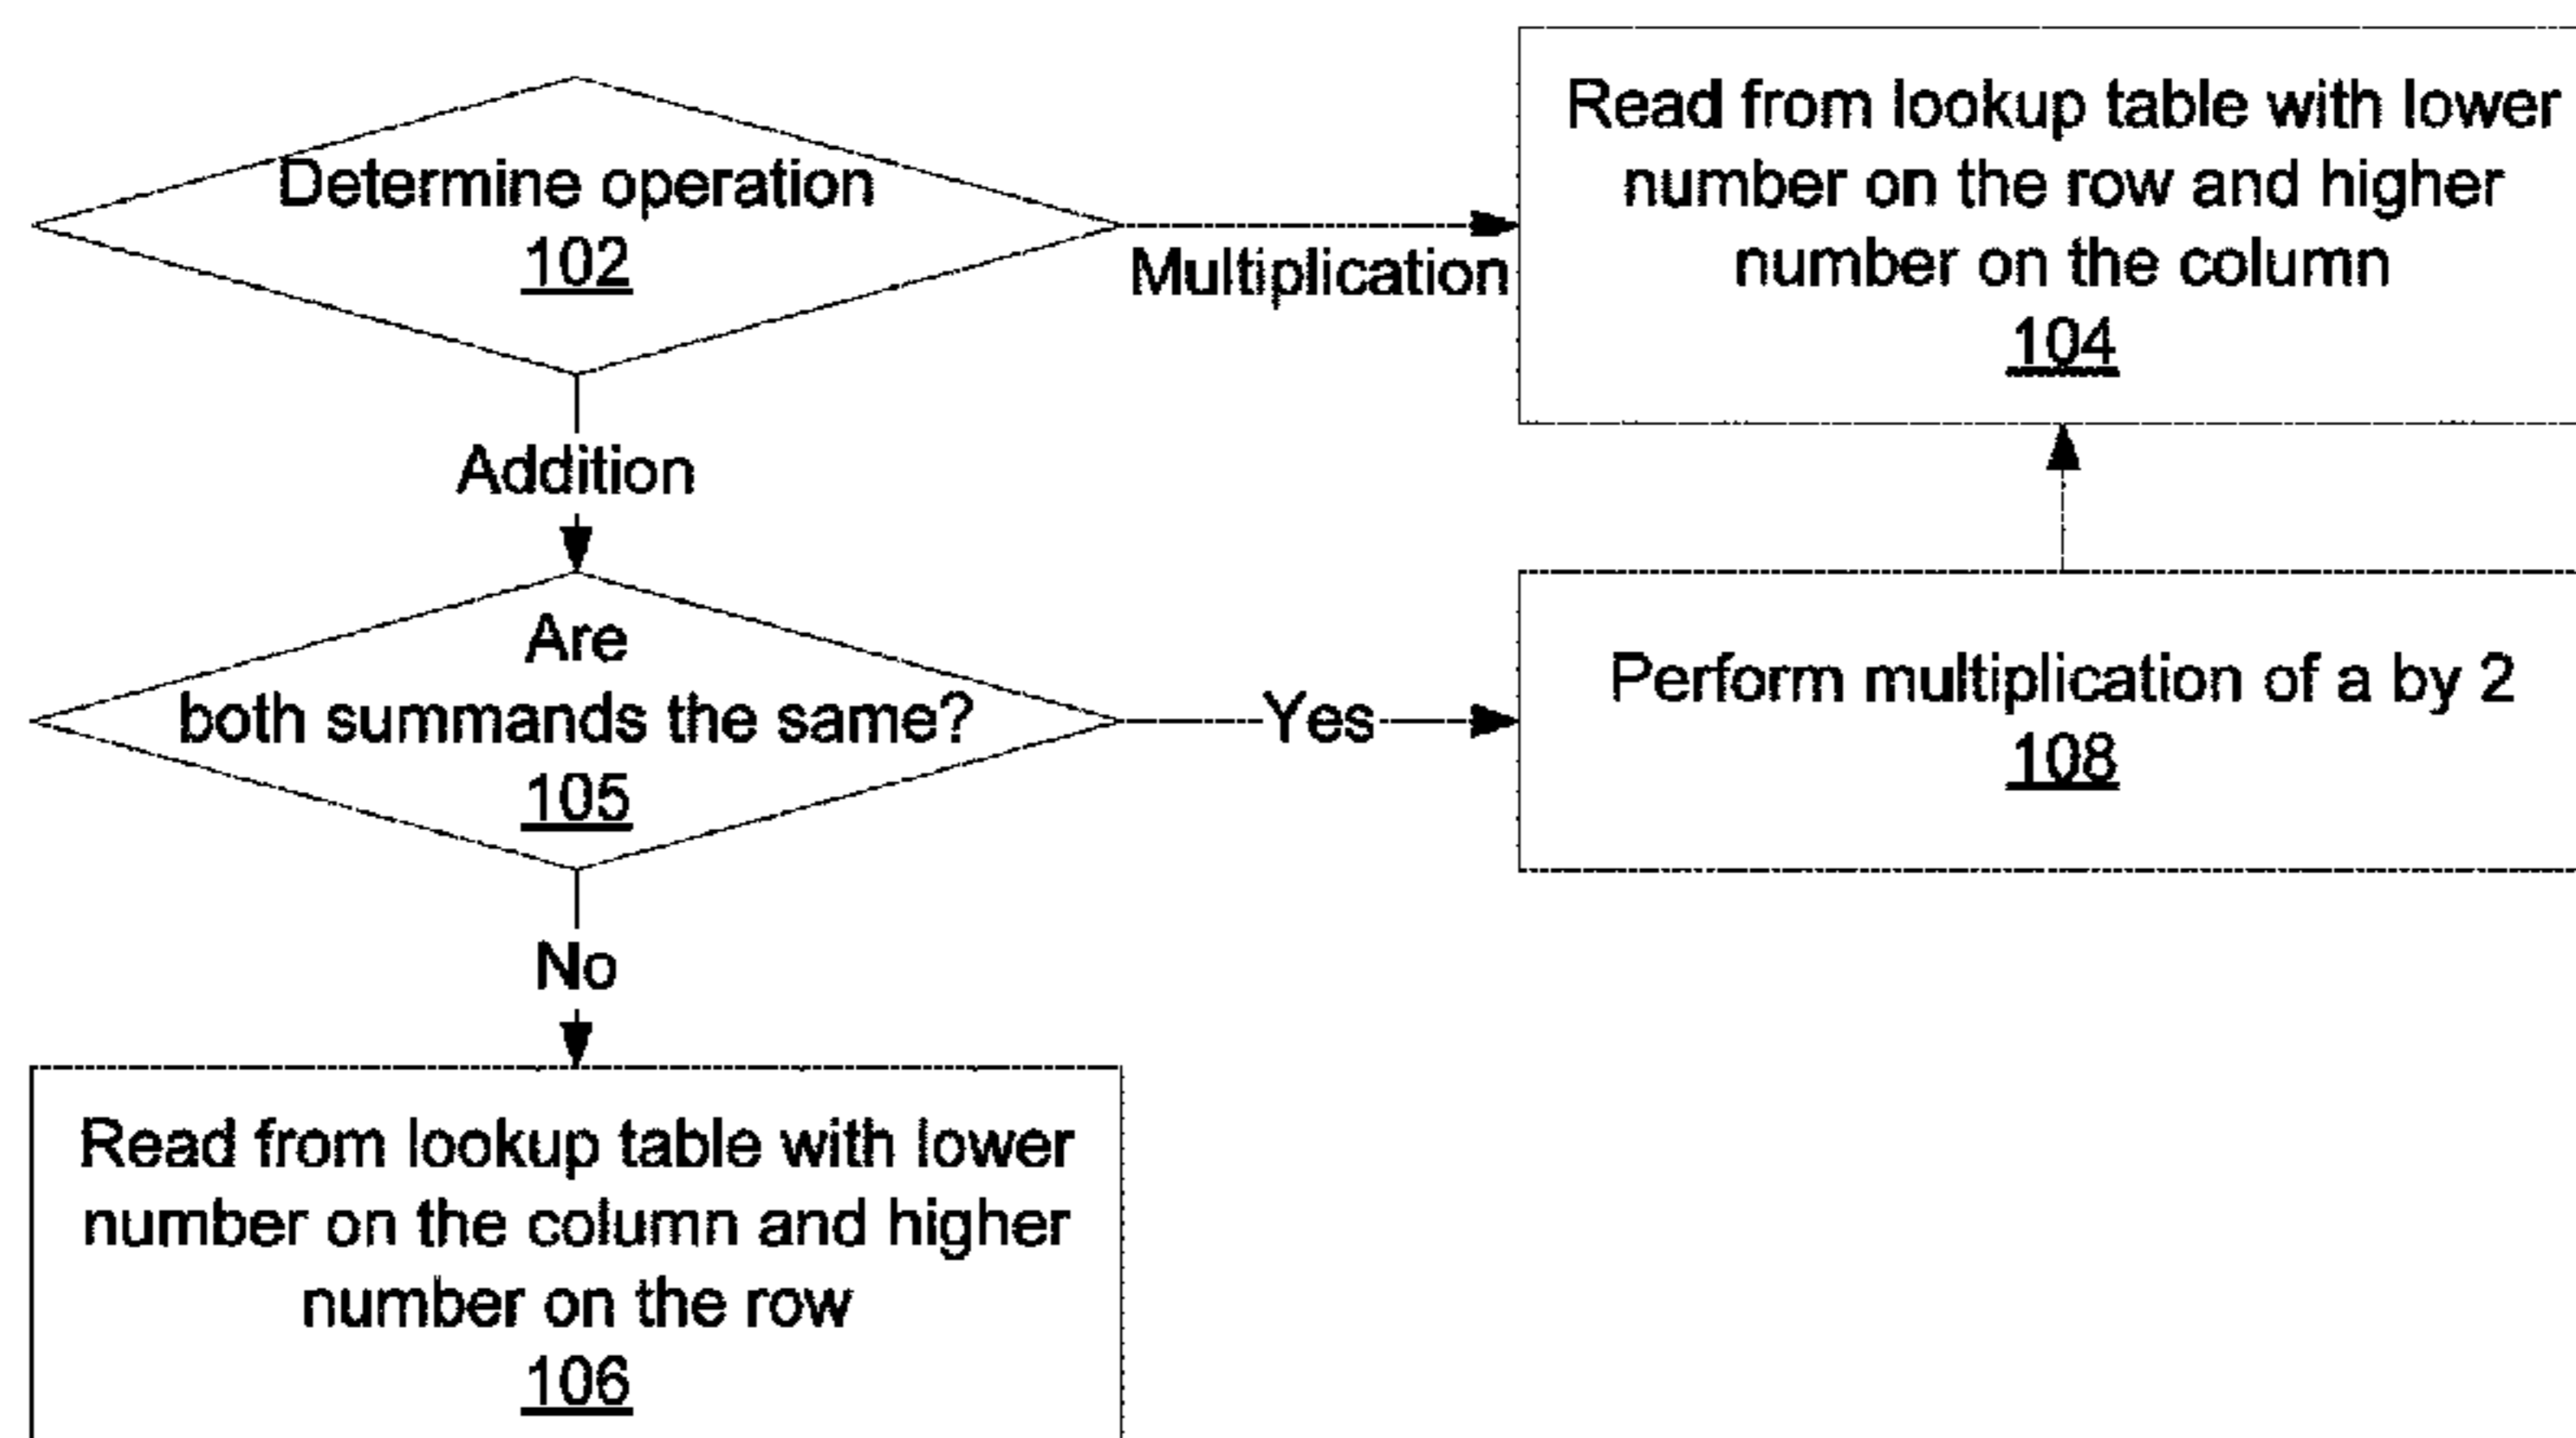 Determine operation
102
Multiplication
Read from lookup table with lower
number on the row and higher
number on the column
104
Addition
Are
both summands the same?
105
Yes
Perform multiplication of a by 2
108
No
Read from lookup table with lower
number on the column and higher
number on the row
106